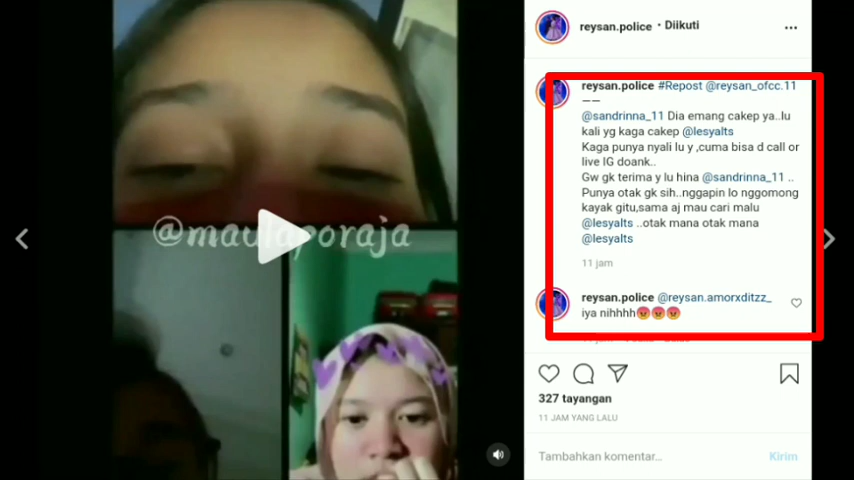 reysan.police • Diikuti
reysan.police #Repost @reysan_ofcc.11
——
@sandrinna_11 Dia emang cakep ya..lu
kali yg kaga cakep @lesyalts
Kaga punya nyali lu y ,cuma bisa d call or
live IG doank..
Gw gk terima y lu hina @sandrinna_11 ..
Punya otak gk sih..nggapin lo nggomong
kayak gitu,sama aj mau cari malu
@lesyalts ..otak mana otak mana
@lesyalts
11 jam
reysan.police @reysan.amorxditzz_
iya nihhhh😡😡😡
327 tayangan
11 JAM YANG LALU
Tambahkan komentar... Kirim